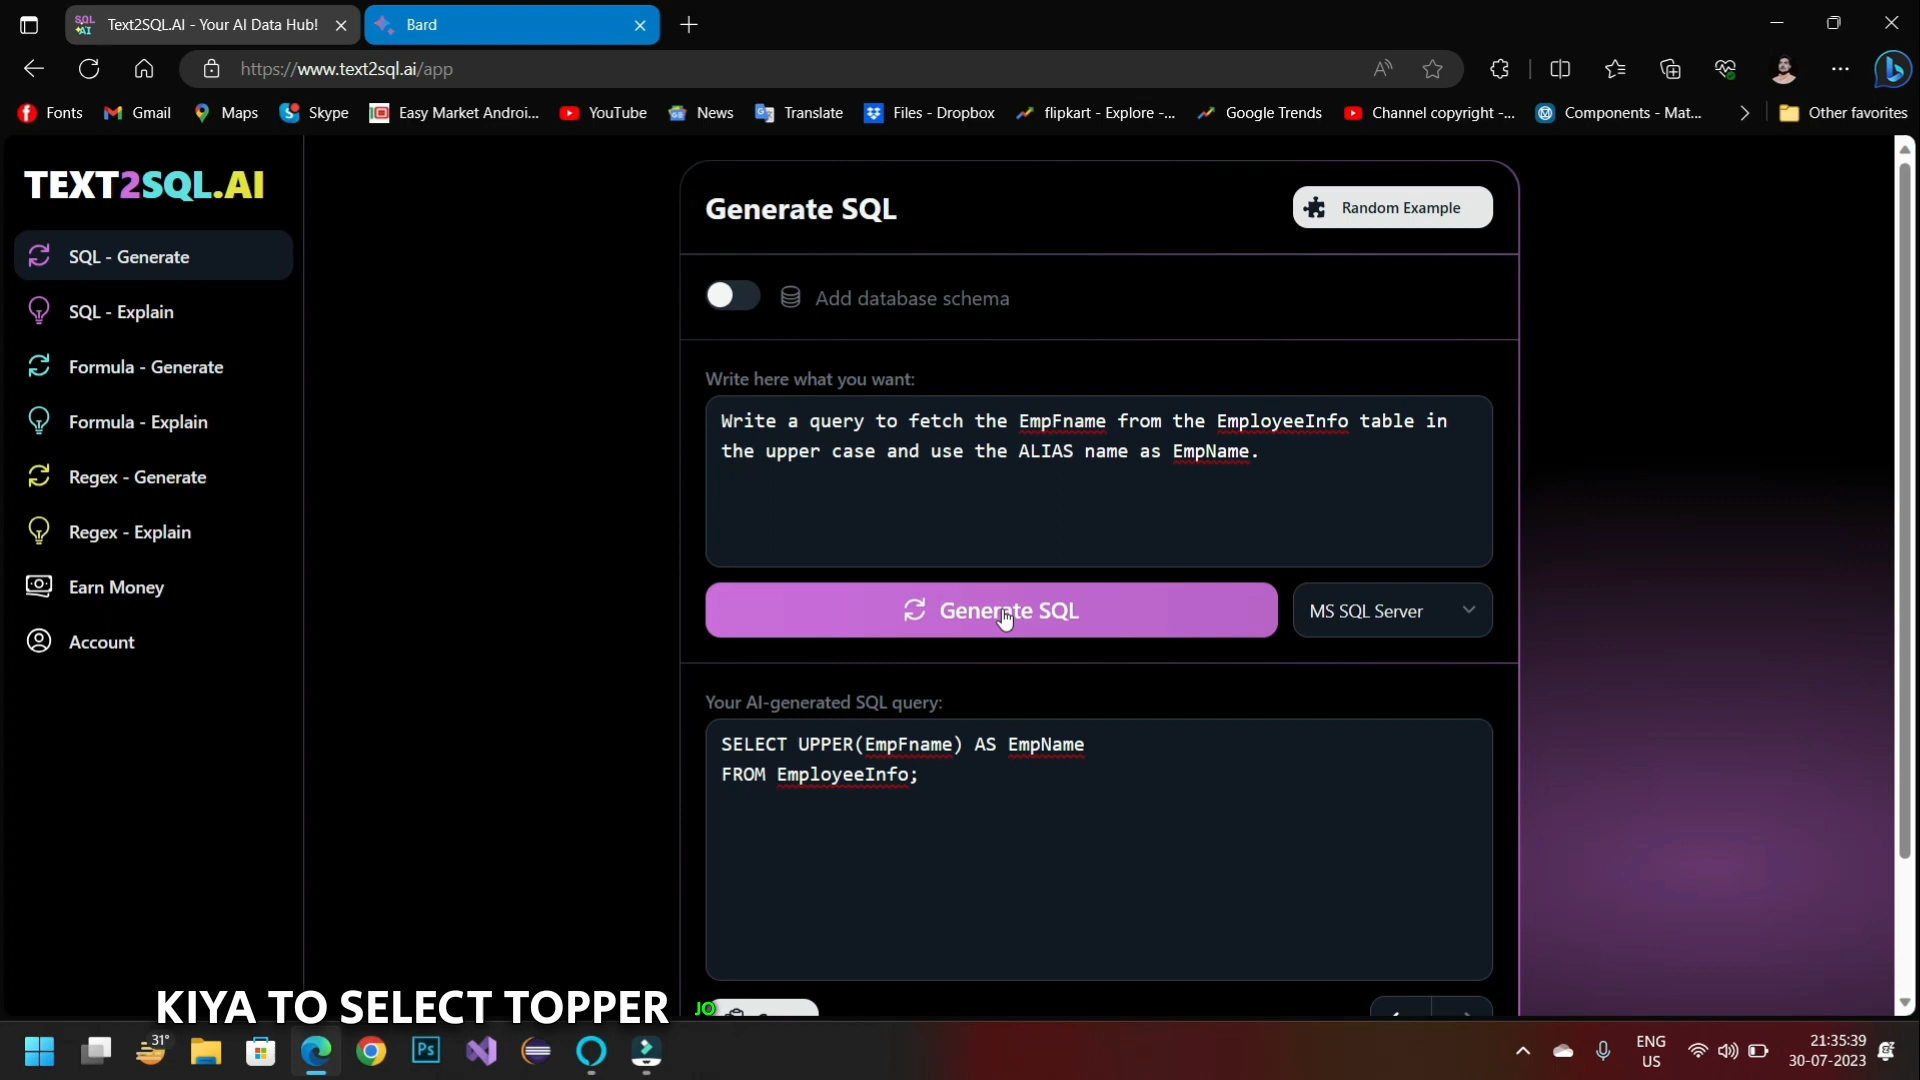 Text2SQL.AI - Your AI Data Hub!
Bard
https://www.text2sql.ai/app
Fonts
Gmail
Maps
Skype
Easy Market Androi...
YouTube
News
Translate
Files - Dropbox
flipkart - Explore -...
Google Trends
Channel copyright -...
Components - Mat...
Other favorites
TEXT2SQL.AI
SQL - Generate
SQL - Explain
Formula - Generate
Formula - Explain
Regex - Generate
Regex - Explain
Earn Money
Account
Generate SQL
Random Example
Add database schema
Write here what you want:
Write a query to fetch the EmpFname from the EmployeeInfo table in
the upper case and use the ALIAS name as EmpName.
Generate SQL
MS SQL Server
Your AI-generated SQL query:
SELECT UPPER(EmpFname) AS EmpName
FROM EmployeeInfo;
KIYA TO SELECT TOPPER JO
31°
Ps
ENG
US
21:35:39
30-07-2023